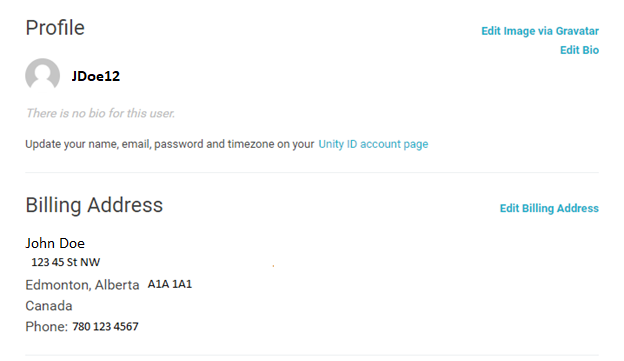 Profile
Edit Image via Gravatar
Edit Bio
JDoe12
There is no bio for this user.
Update your name, email, password and timezone on your Unity ID account page
Billing Address
Edit Billing Address
John Doe
123 45 St NW
Edmonton, Alberta A1A 1A1
Canada
Phone: 780 123 4567